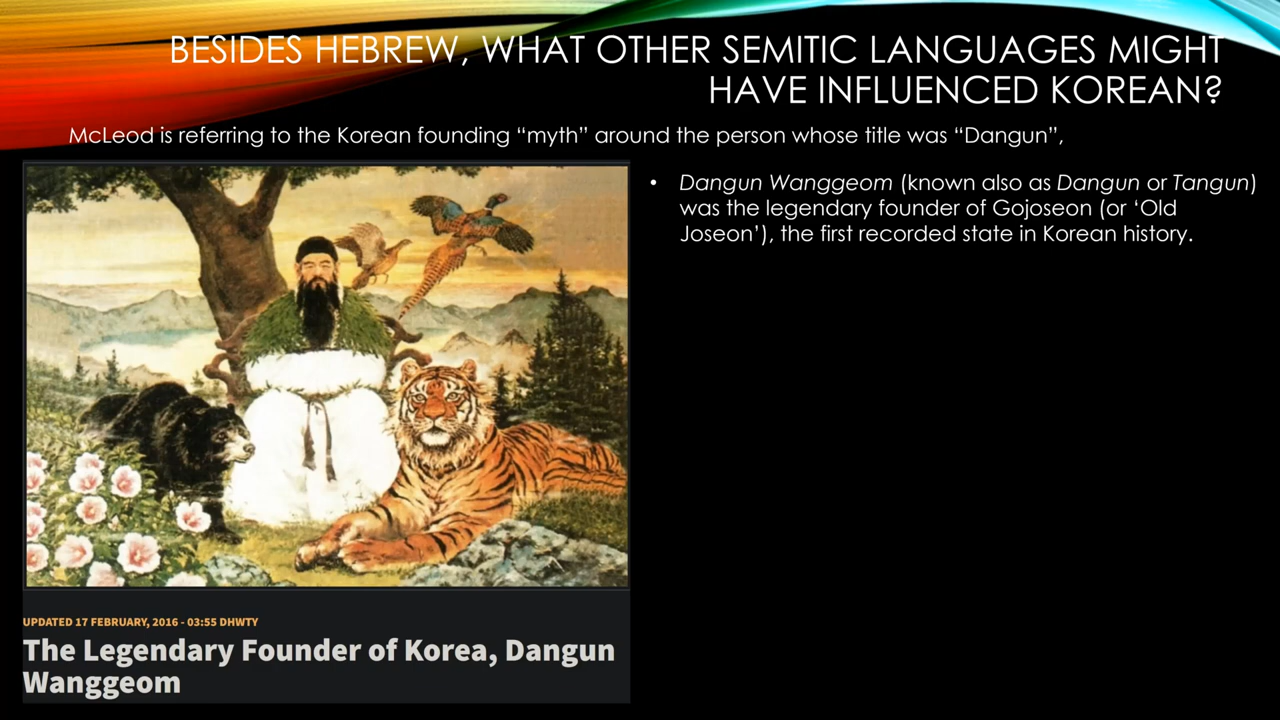 BESIDES HEBREW, WHAT OTHER SEMITIC LANGUAGES MIGHT
HAVE INFLUENCED KOREAN?
McLeod is referring to the Korean founding “myth” around the person whose title was “Dangun”,
• Dangun Wanggeom (known also as Dangun or Tangun)
was the legendary founder of Gojoseon (or ‘Old
Joseon’), the first recorded state in Korean history.
UPDATED 17 FEBRUARY, 2016 - 03:55 DHWTY
The Legendary Founder of Korea, Dangun
Wanggeom